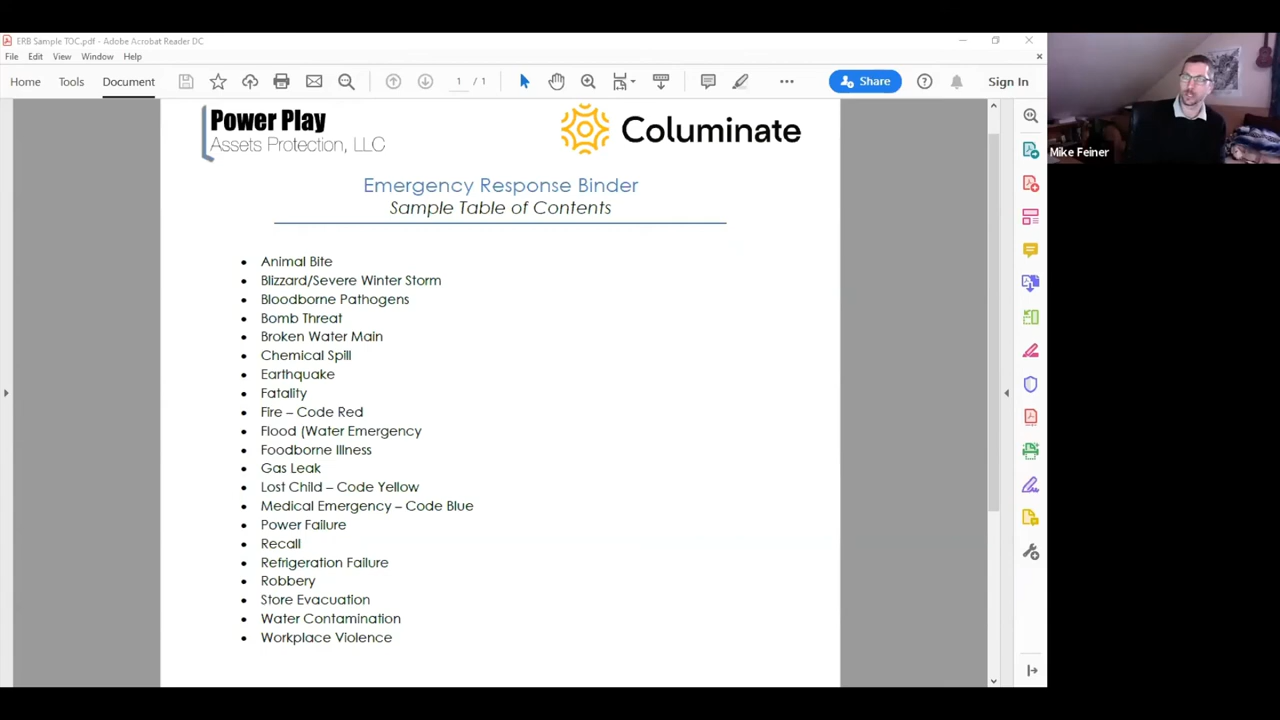 ERB Sample TOC.pdf - Adobe Acrobat Reader DC
File Edit View Window Help
Home Tools Document 1 / 1 Share Sign In
Power Play
Assets Protection, LLC
Columinate
Mike Feiner
Emergency Response Binder
Sample Table of Contents
• Animal Bite
• Blizzard/Severe Winter Storm
• Bloodborne Pathogens
• Bomb Threat
• Broken Water Main
• Chemical Spill
• Earthquake
• Fatality
• Fire – Code Red
• Flood (Water Emergency
• Foodborne Illness
• Gas Leak
• Lost Child – Code Yellow
• Medical Emergency – Code Blue
• Power Failure
• Recall
• Refrigeration Failure
• Robbery
• Store Evacuation
• Water Contamination
• Workplace Violence